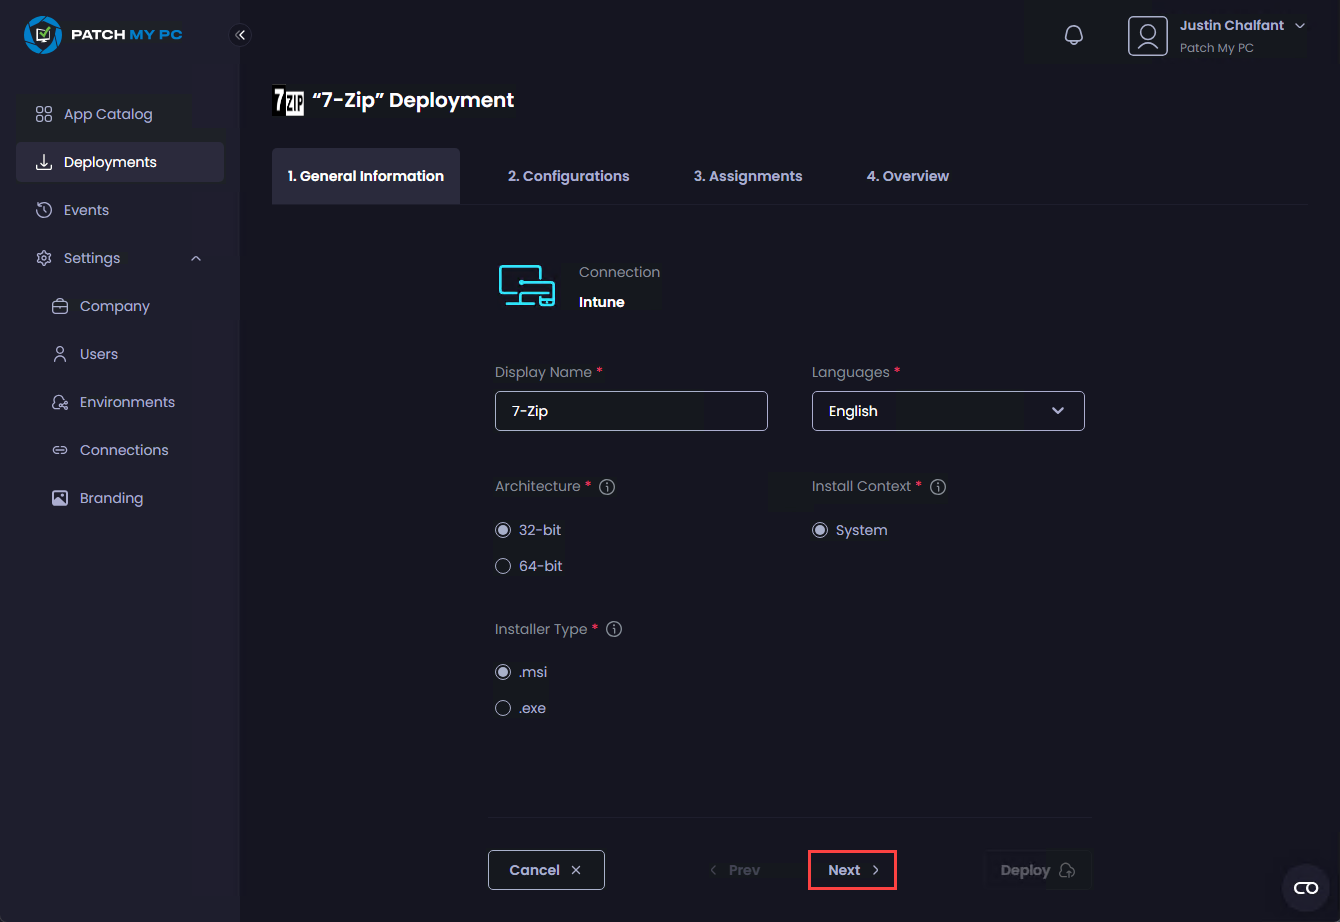 PATCH MY PC
Justin Chalfant
Patch My PC
App Catalog
Deployments
Events
Settings
Company
Users
Environments
Connections
Branding
7ZIP “7-Zip” Deployment
1. General Information 2. Configurations 3. Assignments 4. Overview
Connection
Intune
Display Name * Languages *
7-Zip English
Architecture * Install Context *
32-bit System
64-bit
Installer Type *
.msi
.exe
Cancel Prev Next Deploy